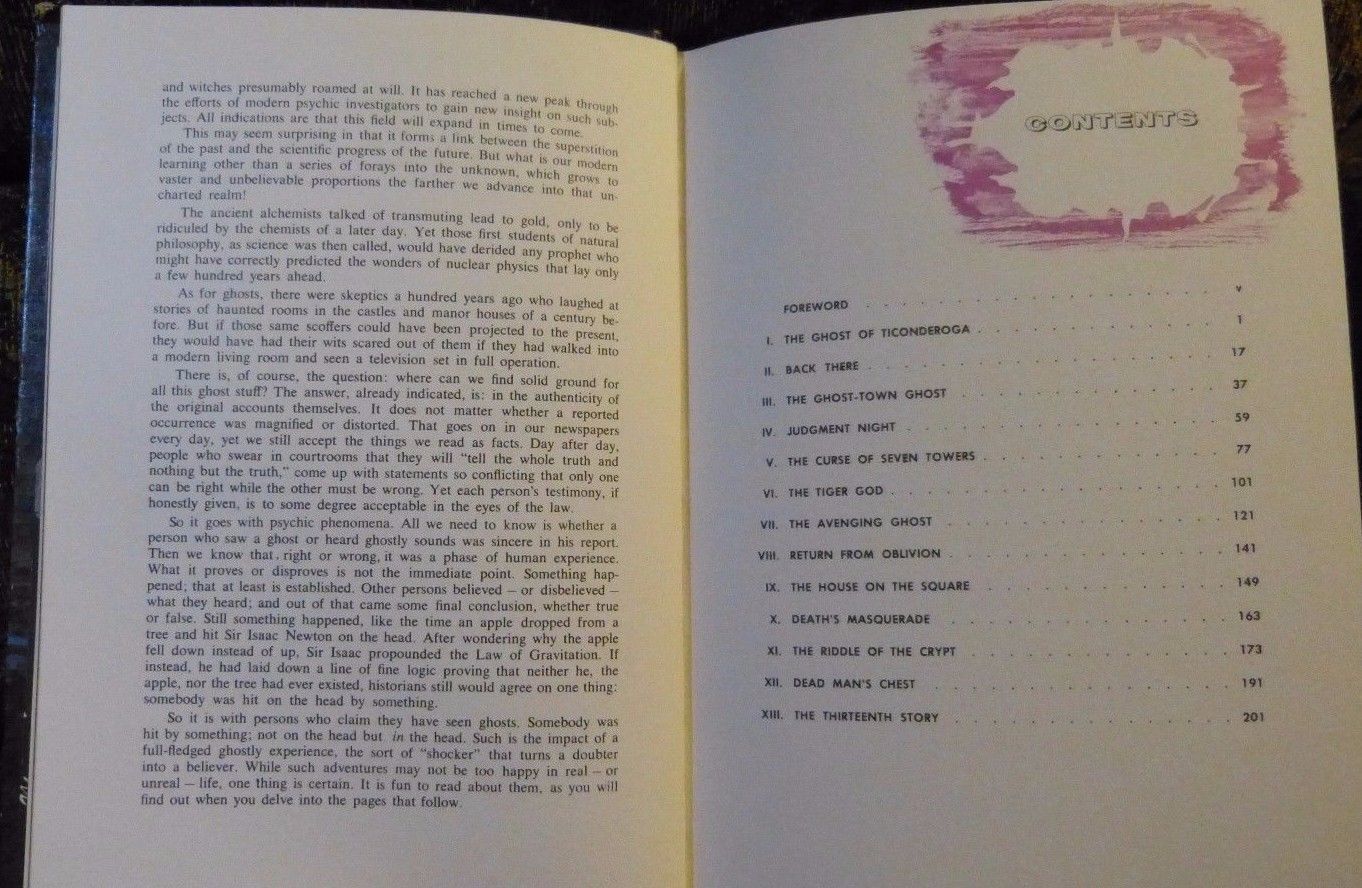 and witches presumably roamed at will. It has reached a new peak through
the efforts of modern psychic investigators to gain new insight on such sub-
jects. All indications are that this field will expand in times to come.
This may seem surprising in that it forms a link between the superstition
of the past and the scientific progress of the future. But what is our modern
learning other than a series of forays into the unknown, which grows to
vaster and unbelievable proportions the farther we advance into that un-
charted realm!
The ancient alchemists talked of transmuting lead to gold, only to be
ridiculed by the chemists of a later day. Yet those first students of natural
philosophy, as science was then called, would have derided any prophet who
might have correctly predicted the wonders of nuclear physics that lay only
a few hundred years ahead.
As for ghosts, there were skeptics a hundred years ago who laughed at
stories of haunted rooms in the castles and manor houses of a century be-
fore. But if those same scoffers could have been projected to the present,
they would have had their wits scared out of them if they had walked into
a modern living room and seen a television set in full operation.
There is, of course, the question: where can we find solid ground for
all this ghost stuff? The answer, already indicated, is: in the authenticity of
the original accounts themselves. It does not matter whether a reported
occurrence was magnified or distorted. That goes on in our newspapers
every day, yet we still accept the things we read as facts. Day after day,
people who swear in courtrooms that they will "tell the whole truth and
nothing but the truth," come up with statements so conflicting that only one
can be right while the other must be wrong. Yet each person's testimony, if
honestly given, is to some degree acceptable in the eyes of the law.
So it goes with psychic phenomena. All we need to know is whether a
person who saw a ghost or heard ghostly sounds was sincere in his report.
Then we know that, right or wrong, it was a phase of human experience.
What it proves or disproves is not the immediate point. Something hap-
pened; that at least is established. Other persons believed – or disbelieved –
what they heard; and out of that came some final conclusion, whether true
or false. Still something happened, like the time an apple dropped from a
tree and hit Sir Isaac Newton on the head. After wondering why the apple
fell down instead of up, Sir Isaac propounded the Law of Gravitation. If
instead, he had laid down a line of fine logic proving that neither he, the
apple, nor the tree had ever existed, historians still would agree on one thing:
somebody was hit on the head by something.
So it is with persons who claim they have seen ghosts. Somebody was
hit by something; not on the head but in the head. Such is the impact of a
full-fledged ghostly experience, the sort of "shocker" that turns a doubter
into a believer. While such adventures may not be too happy in real – or
unreal – life, one thing is certain. It is fun to read about them, as you will
find out when you delve into the pages that follow.
CONTENTS
FOREWORD . . . . . . . . . . . . . . . . . . . . v
I. THE GHOST OF TICONDEROGA . . . . . . . . . . . . . 1
II. BACK THERE . . . . . . . . . . . . . . . . . . . 17
III. THE GHOST-TOWN GHOST . . . . . . . . . . . . . . 37
IV. JUDGMENT NIGHT . . . . . . . . . . . . . . . . . 59
V. THE CURSE OF SEVEN TOWERS . . . . . . . . . . . . 77
VI. THE TIGER GOD . . . . . . . . . . . . . . . . . . 101
VII. THE AVENGING GHOST . . . . . . . . . . . . . . . 121
VIII. RETURN FROM OBLIVION . . . . . . . . . . . . . . 141
IX. THE HOUSE ON THE SQUARE . . . . . . . . . . . . . 149
X. DEATH'S MASQUERADE . . . . . . . . . . . . . . . 163
XI. THE RIDDLE OF THE CRYPT . . . . . . . . . . . . . 173
XII. DEAD MAN'S CHEST . . . . . . . . . . . . . . . . 191
XIII. THE THIRTEENTH STORY . . . . . . . . . . . . . . 201